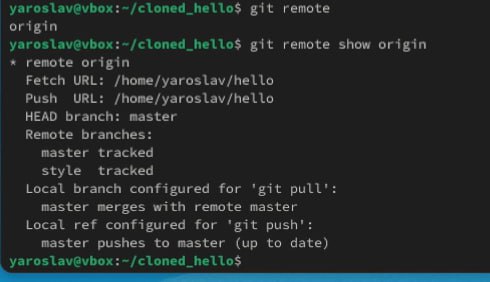 yaroslav@vbox:~/cloned_hello$ git remote
origin
yaroslav@vbox:~/cloned_hello$ git remote show origin
* remote origin
  Fetch URL: /home/yaroslav/hello
  Push  URL: /home/yaroslav/hello
  HEAD branch: master
  Remote branches:
    master tracked
    style  tracked
  Local branch configured for 'git pull':
    master merges with remote master
  Local ref configured for 'git push':
    master pushes to master (up to date)
yaroslav@vbox:~/cloned_hello$